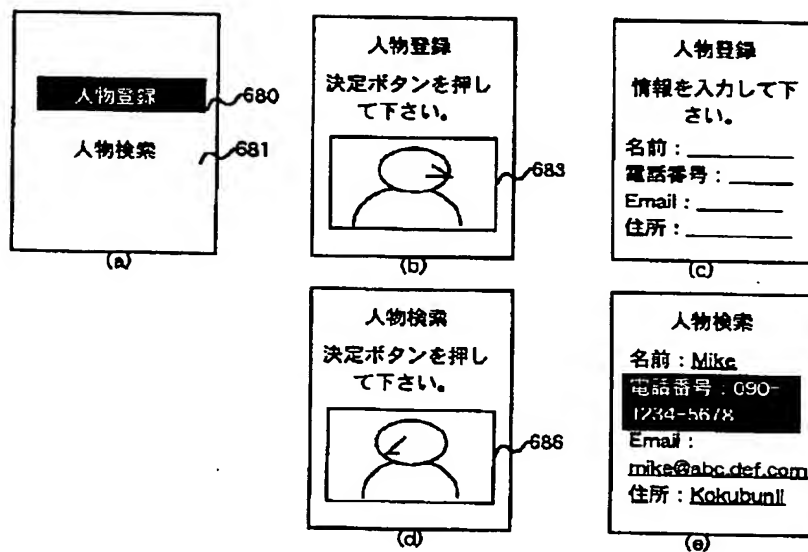 人物登録
680
人物検索
681
(a)
人物登録
決定ボタンを押し
て下さい。
683
(b)
人物登録
情報を入力して下
さい。
名前：
電話番号：
Email：
住所：
(c)
人物検索
決定ボタンを押し
て下さい。
686
(d)
人物検索
名前：Mike
電話番号：090-
1234-5678
Email：
mike@abc.def.com
住所：Kokubunji
(e)